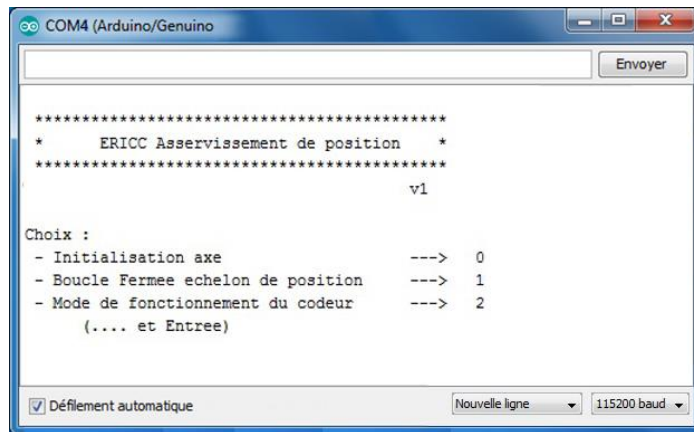 COM4 (Arduino/Genuino
Envoyer
*********************************************
* ERICC Asservissement de position *
*********************************************
v1
Choix :
- Initialisation axe ---> 0
- Boucle Fermee echelon de position ---> 1
- Mode de fonctionnement du codeur ---> 2
(.... et Entree)
Défilement automatique
Nouvelle ligne
115200 baud